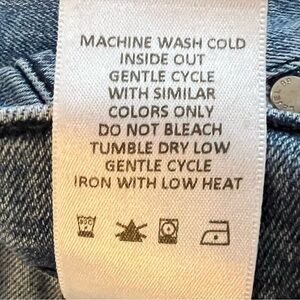 MACHINE WASH COLD
INSIDE OUT
GENTLE CYCLE
WITH SIMILAR
COLORS ONLY
DO NOT BLEACH
TUMBLE DRY LOW
GENTLE CYCLE
IRON WITH LOW HEAT